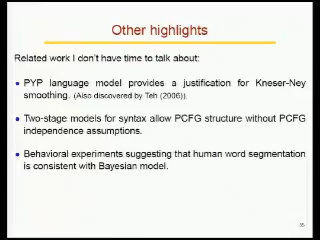 Other highlights
Related work I don't have time to talk about:
• PYP language model provides a justification for Kneser-Ney
smoothing. (Also discovered by Teh (2006)).
• Two-stage models for syntax allow PCFG structure without PCFG
independence assumptions.
• Behavioral experiments suggesting that human word segmentation
is consistent with Bayesian model.